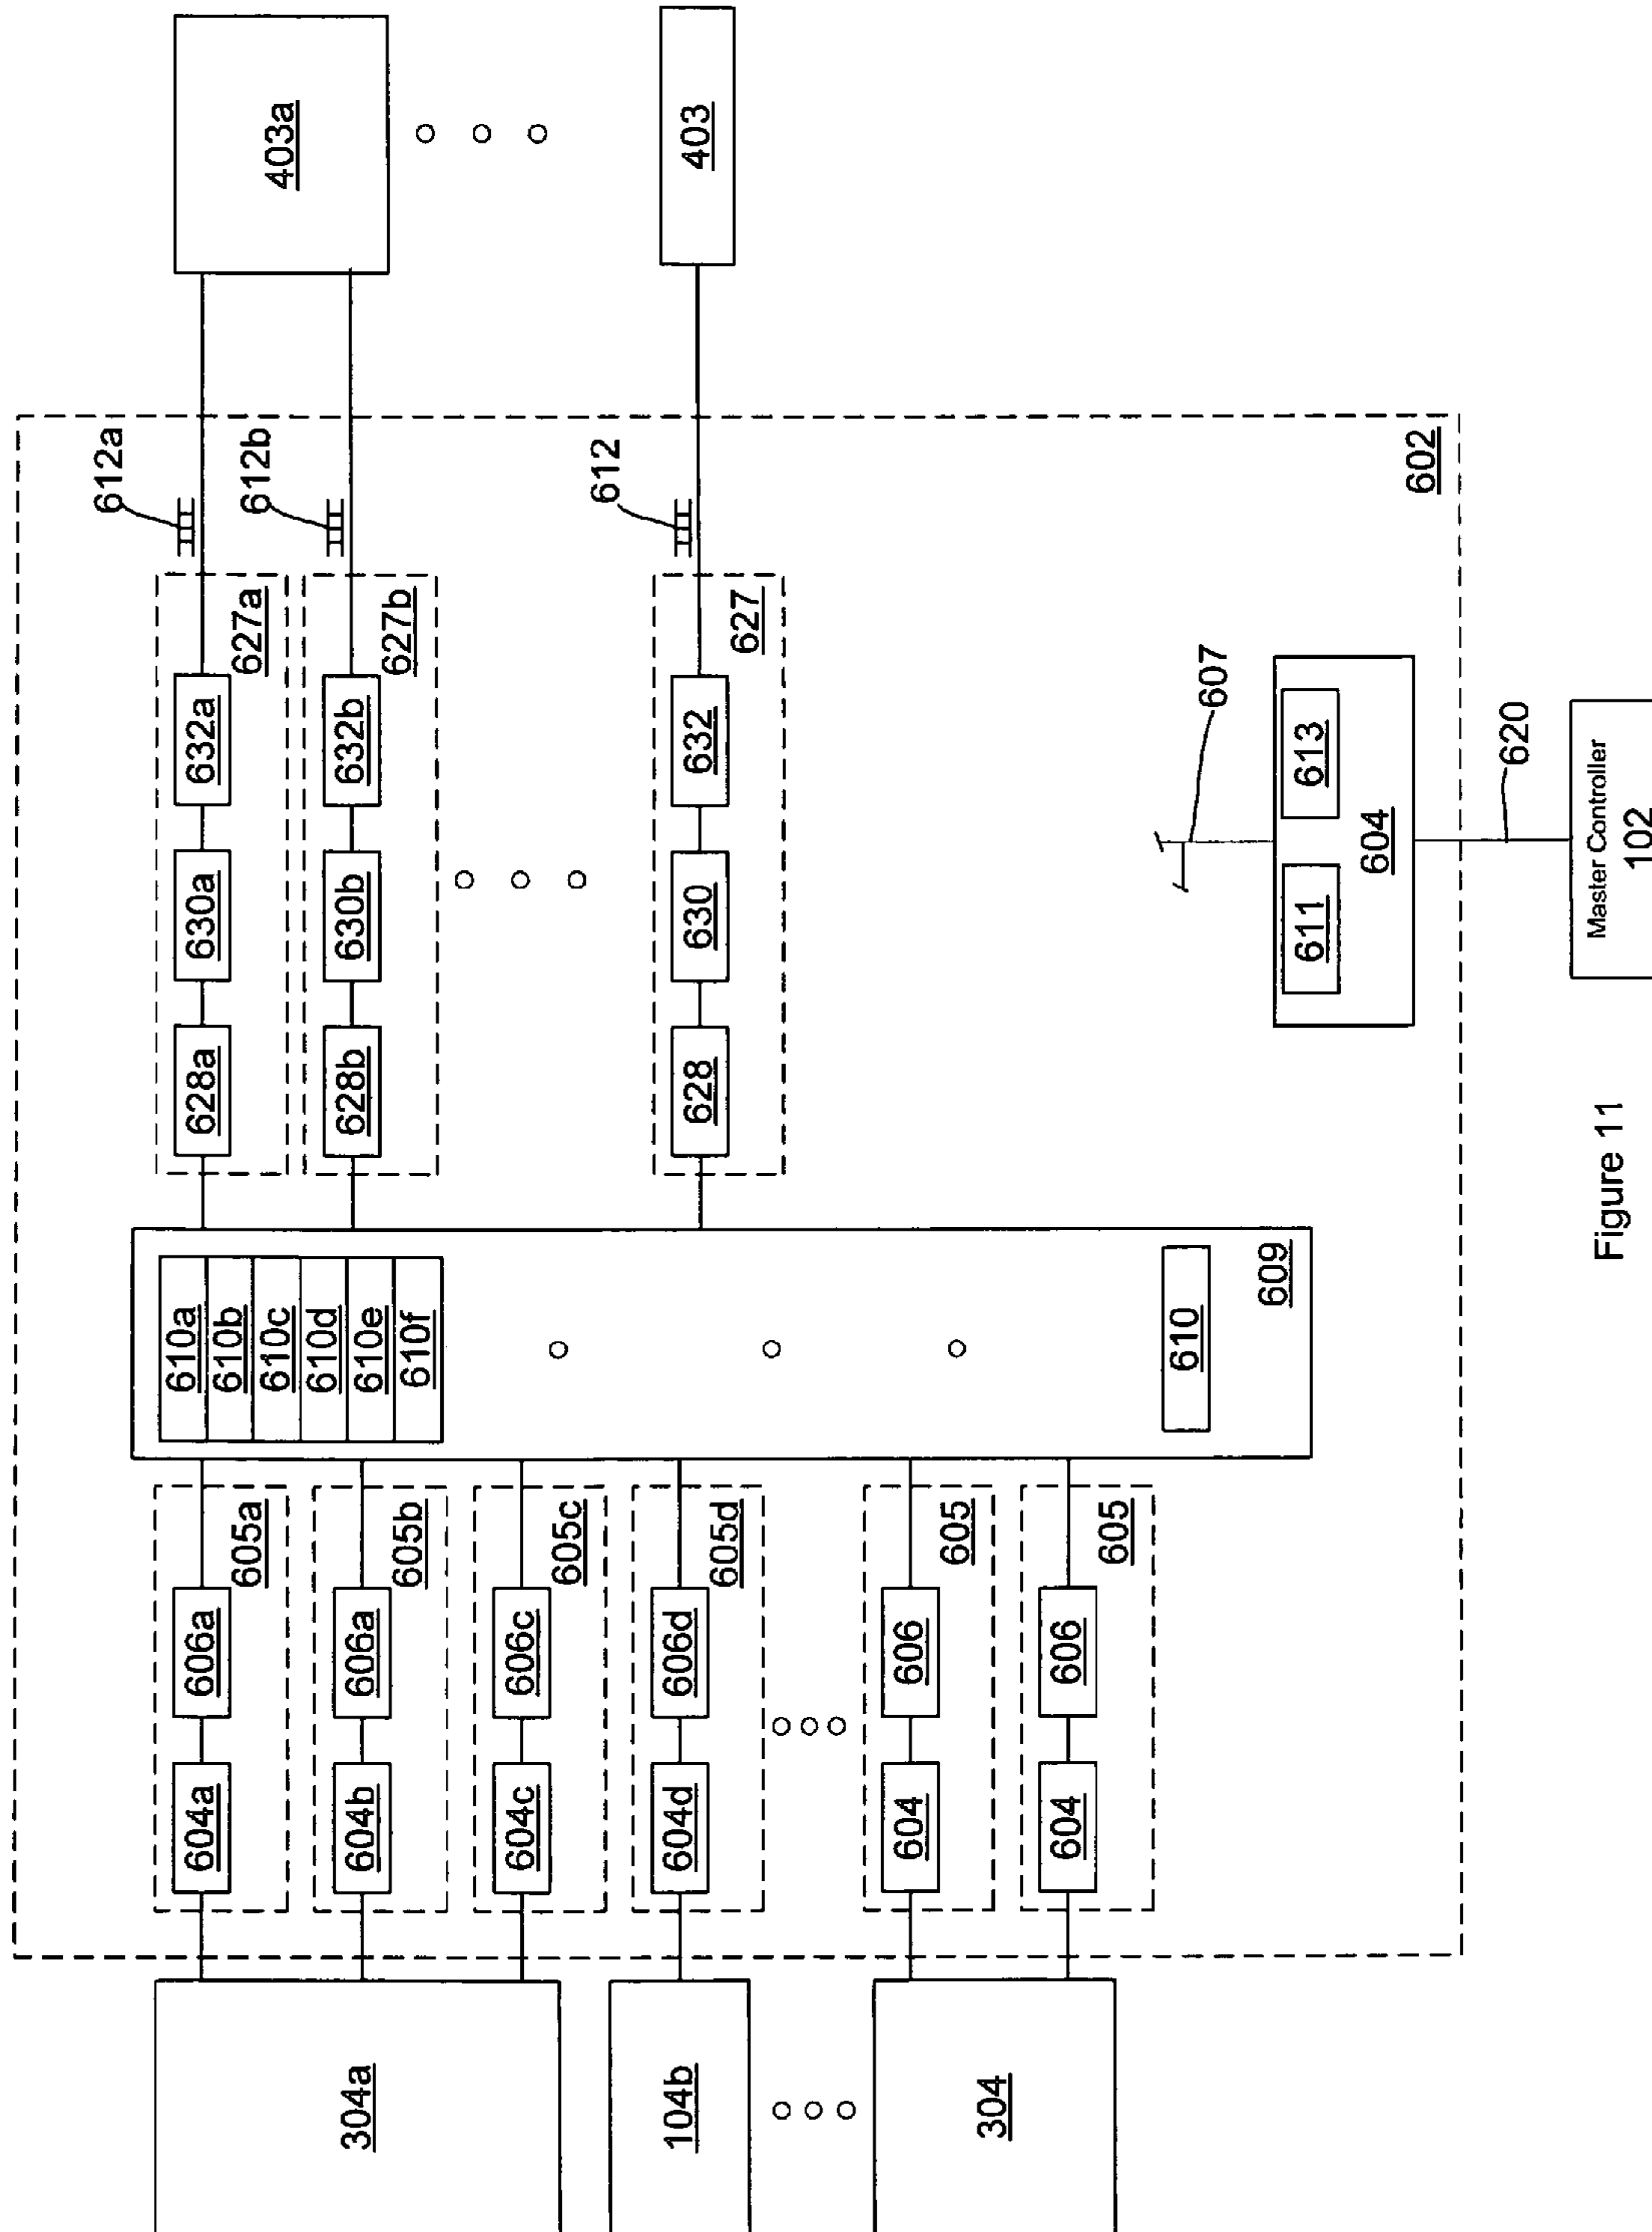 304a
104b
304
604a
606a
605a
604b
606a
605b
604c
606c
605c
604d
606d
605d
604
606
605
604
606
605
610a
610b
610c
610d
610e
610f
610
609
628a
630a
632a
627a
628b
630b
632b
627b
628
630
632
627
612a
612b
612
403a
403
602
607
611
613
604
620
Master Controller
102
Figure 11